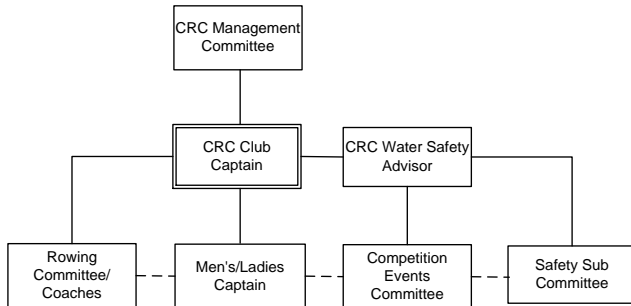 CRC Management
Committee
CRC Club
Captain
CRC Water Safety
Advisor
Rowing
Committee/
Coaches
Men's/Ladies
Captain
Competition
Events
Committee
Safety Sub
Committee